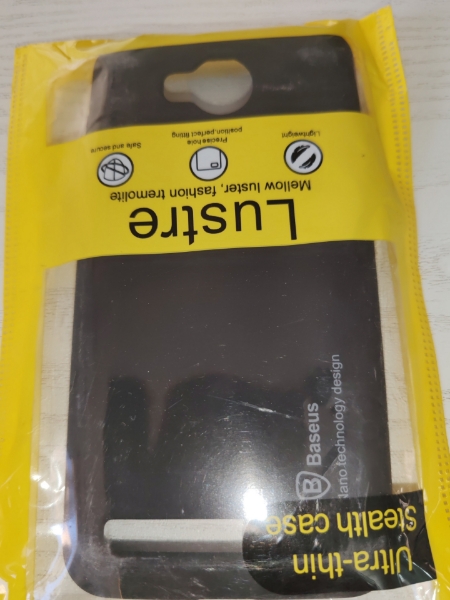 Ultra-thin
Stealth case
Baseus
Nano technology design
Lustre
Mellow luster, fashion tremolite
Lightweight
Precise hole
position,perfect fitting
Safe and secure